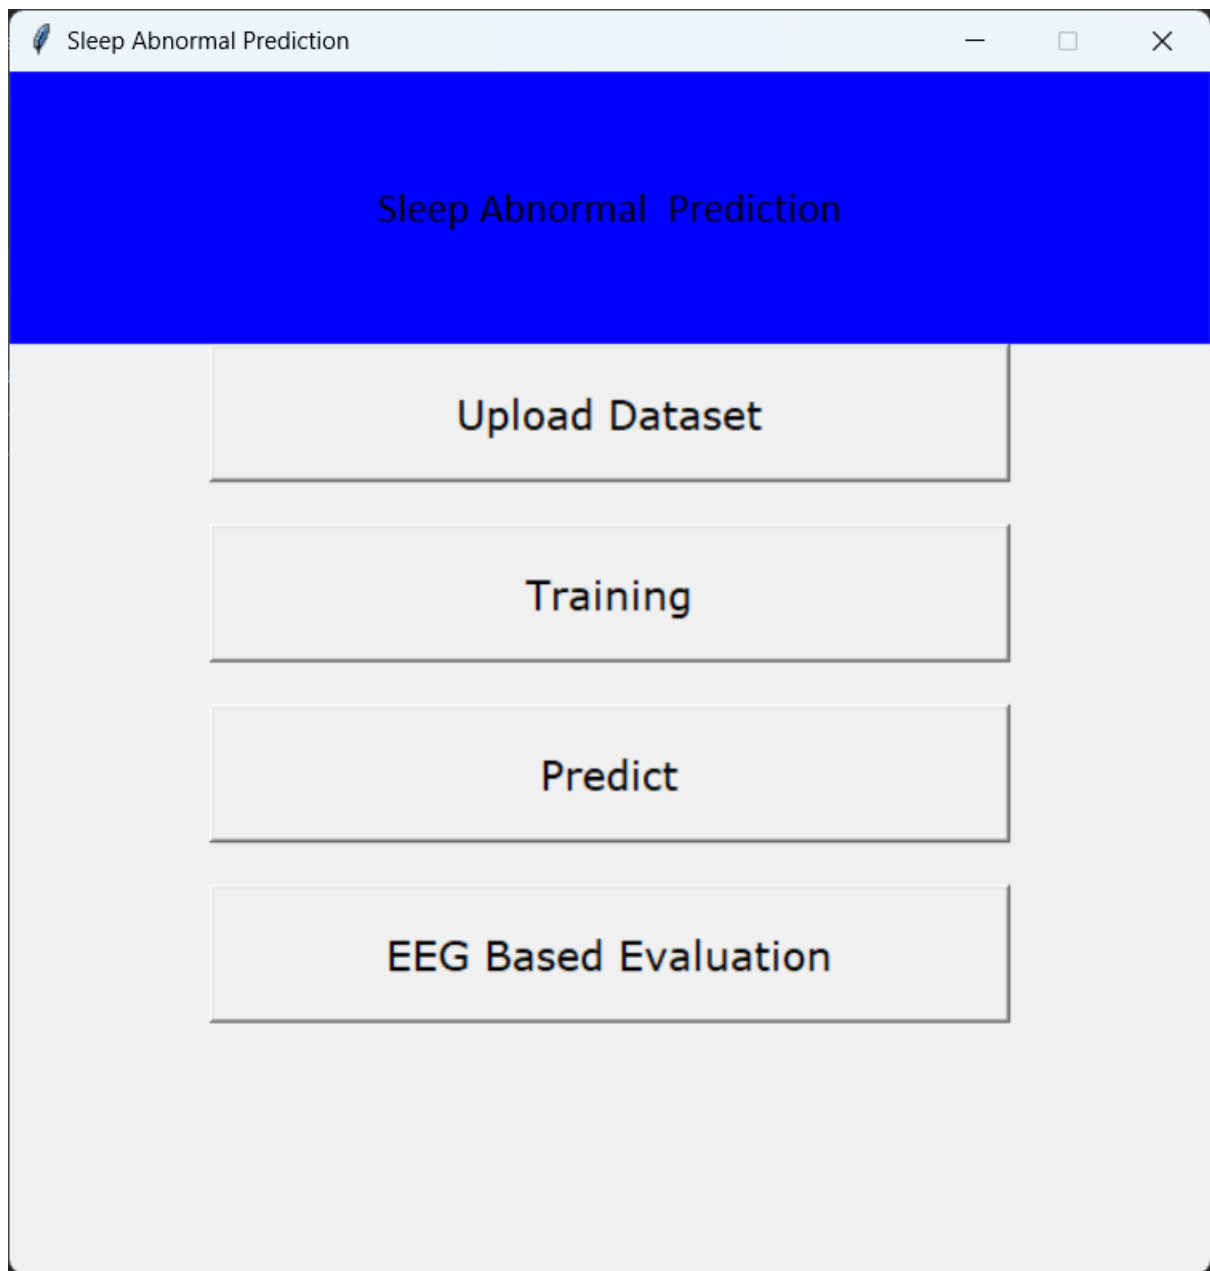 Sleep Abnormal Prediction
Sleep Abnormal  Prediction
Upload Dataset
Training
Predict
EEG Based Evaluation